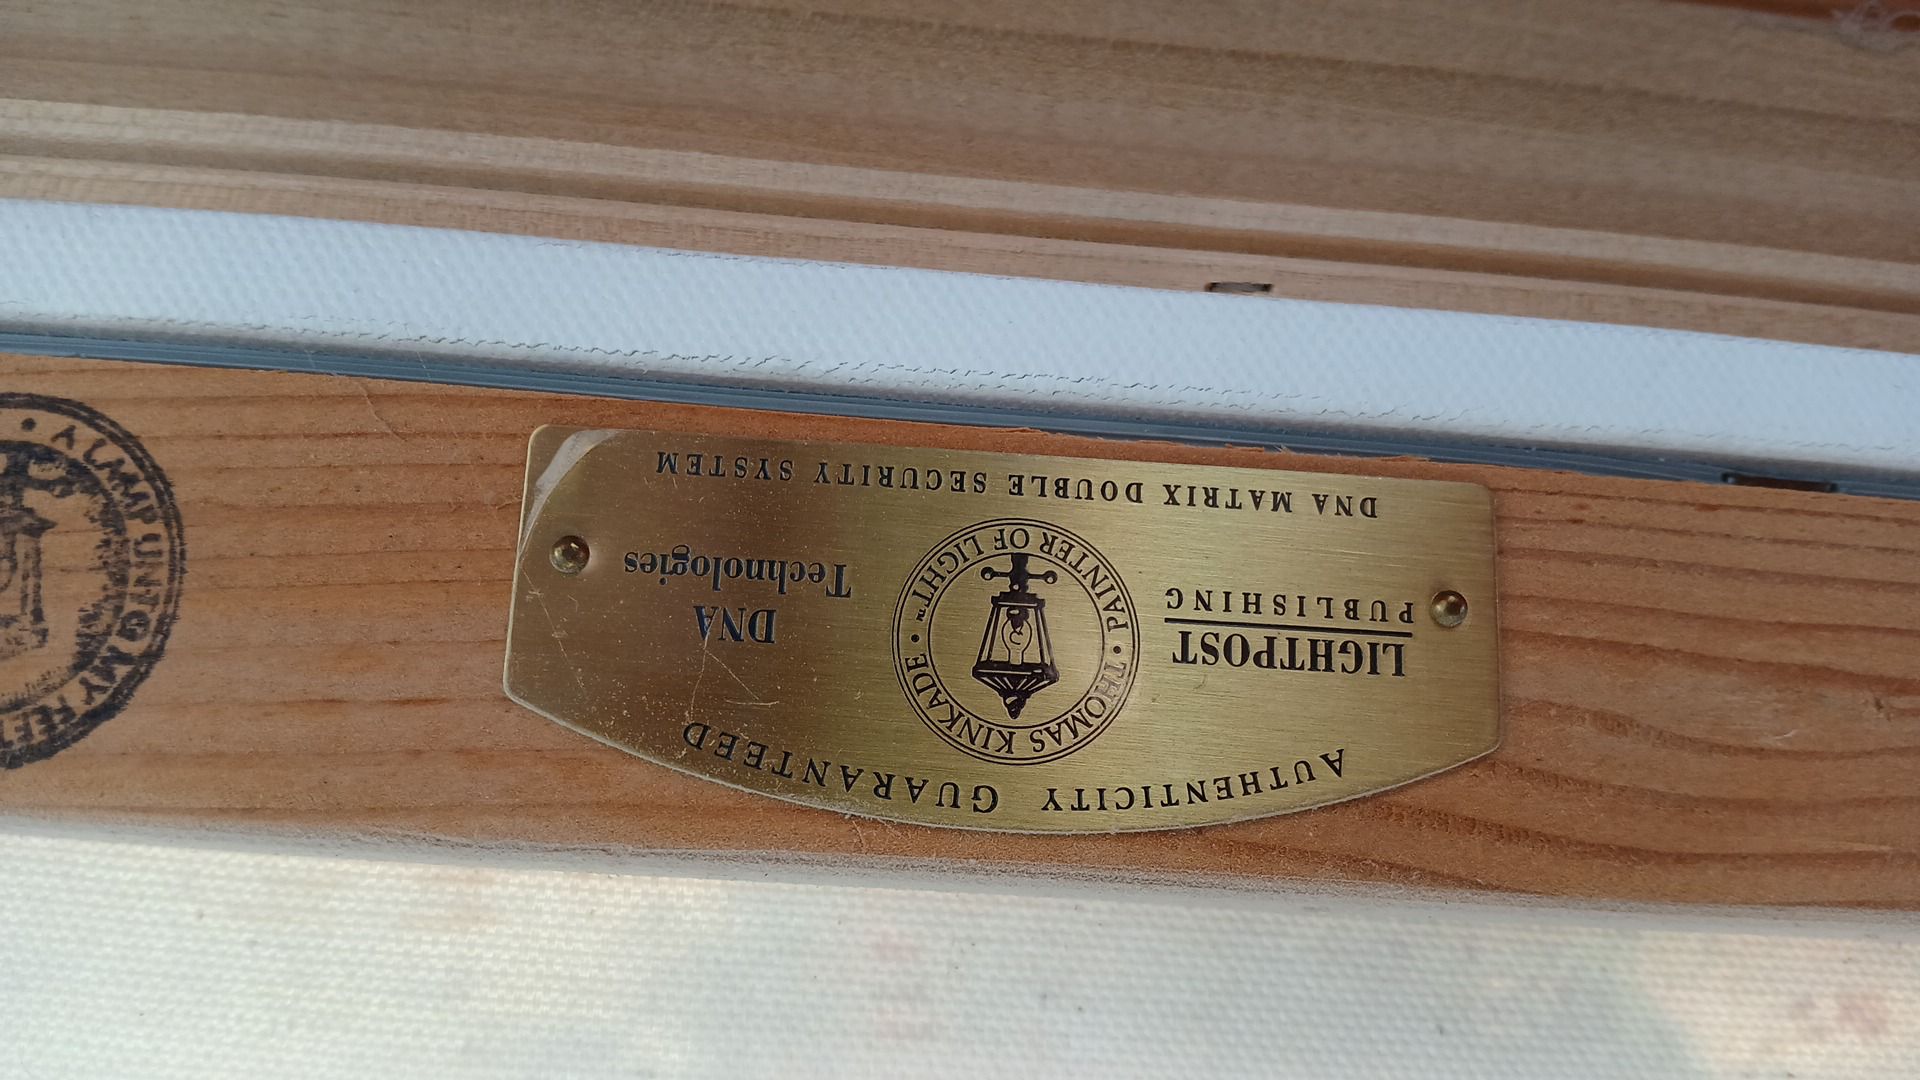 AUTHENTICITY GUARANTEED
LIGHTPOST
PUBLISHING
• THOMAS KINKADE •
PAINTER OF LIGHT™
DNA
Technologies
DNA MATRIX DOUBLE SECURITY SYSTEM
• A LAMP UNTO MY FEET